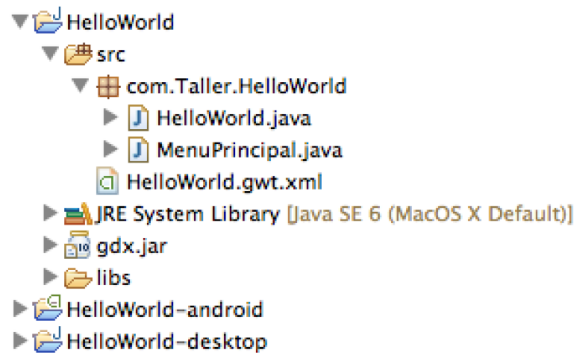 HelloWorld
src
com.Taller.HelloWorld
HelloWorld.java
MenuPrincipal.java
HelloWorld.gwt.xml
JRE System Library [Java SE 6 (MacOS X Default)]
gdx.jar
libs
HelloWorld-android
HelloWorld-desktop